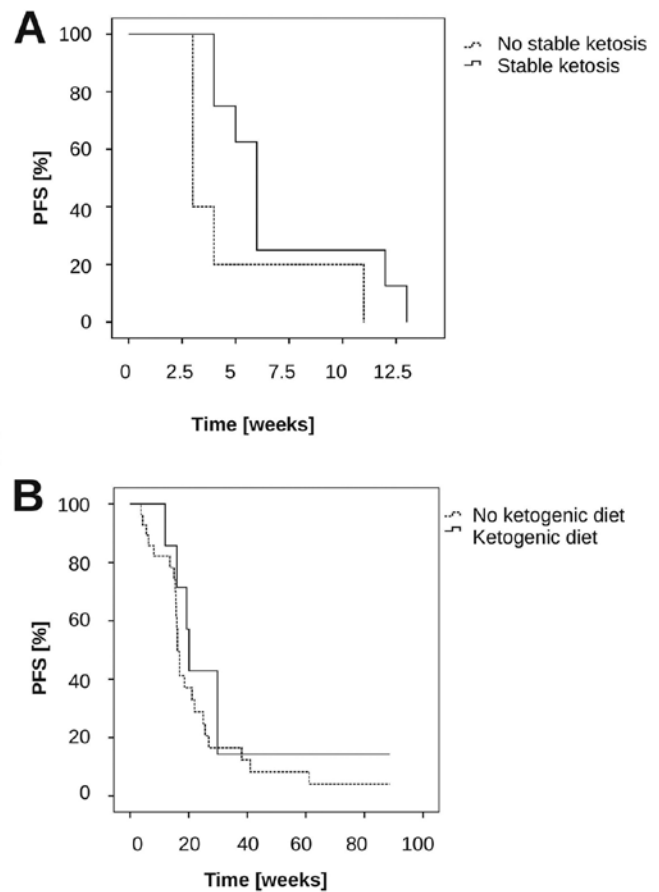 A
No stable ketosis
Stable ketosis
100
80
60
40
20
0
PFS [%]
0 2.5 5 7.5 10 12.5
Time [weeks]
B
No ketogenic diet
Ketogenic diet
100
80
60
40
20
0
PFS [%]
0 20 40 60 80 100
Time [weeks]